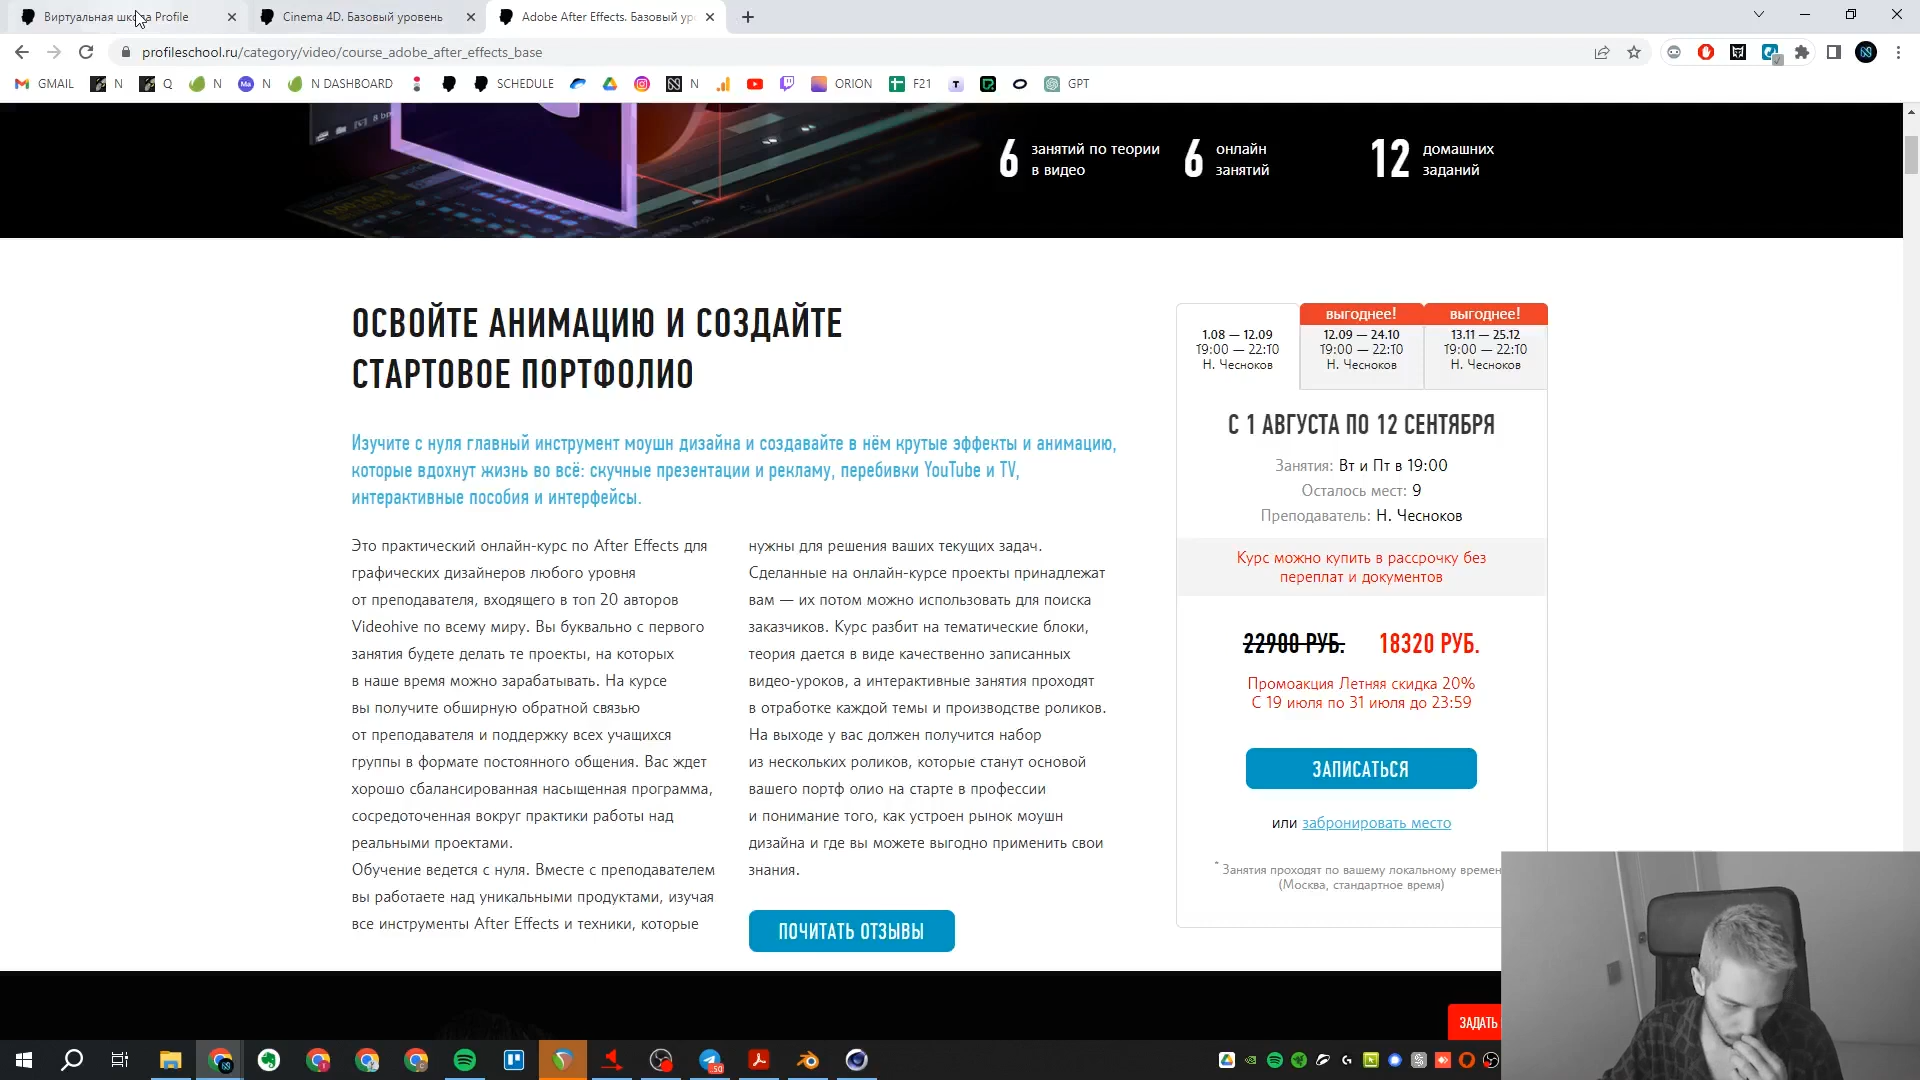 Виртуальная школа Profile
Cinema 4D. Базовый уровень
Adobe After Effects. Базовый ур
profileschool.ru/category/video/course_adobe_after_effects_base
GMAIL N Q N N N DASHBOARD SCHEDULE N ORION F21 GPT
6 занятий по теории
в видео
6 онлайн
занятий
12 домашних
заданий
ОСВОЙТЕ АНИМАЦИЮ И СОЗДАЙТЕ
СТАРТОВОЕ ПОРТФОЛИО
Изучите с нуля главный инструмент моушн дизайна и создавайте в нём крутые эффекты и анимацию,
которые вдохнут жизнь во всё: скучные презентации и рекламу, перебивки YouTube и TV,
интерактивные пособия и интерфейсы.
Это практический онлайн-курс по After Effects для
графических дизайнеров любого уровня
от преподавателя, входящего в топ 20 авторов
Videohive по всему миру. Вы буквально с первого
занятия будете делать те проекты, на которых
в наше время можно зарабатывать. На курсе
вы получите обширную обратной связью
от преподавателя и поддержку всех учащихся
группы в формате постоянного общения. Вас ждет
хорошо сбалансированная насыщенная программа,
сосредоточенная вокруг практики работы над
реальными проектами.
Обучение ведется с нуля. Вместе с преподавателем
вы работаете над уникальными продуктами, изучая
все инструменты After Effects и техники, которые
нужны для решения ваших текущих задач.
Сделанные на онлайн-курсе проекты принадлежат
вам — их потом можно использовать для поиска
заказчиков. Курс разбит на тематические блоки,
теория дается в виде качественно записанных
видео-уроков, а интерактивные занятия проходят
в отработке каждой темы и производстве роликов.
На выходе у вас должен получится набор
из нескольких роликов, которые станут основой
вашего портф олио на старте в профессии
и понимание того, как устроен рынок моушн
дизайна и где вы можете выгодно применить свои
знания.
ПОЧИТАТЬ ОТЗЫВЫ
1.08 — 12.09
19:00 — 22:10
Н. Чесноков
выгоднее!
12.09 — 24.10
19:00 — 22:10
Н. Чесноков
выгоднее!
13.11 — 25.12
19:00 — 22:10
Н. Чесноков
С 1 АВГУСТА ПО 12 СЕНТЯБРЯ
Занятия: Вт и Пт в 19:00
Осталось мест: 9
Преподаватель: Н. Чесноков
Курс можно купить в рассрочку без
переплат и документов
22900 РУБ. 18320 РУБ.
Промоакция Летняя скидка 20%
С 19 июля по 31 июля до 23:59
ЗАПИСАТЬСЯ
или забронировать место
* Занятия проходят по вашему локальному времен
(Москва, стандартное время)
ЗАДАТЬ